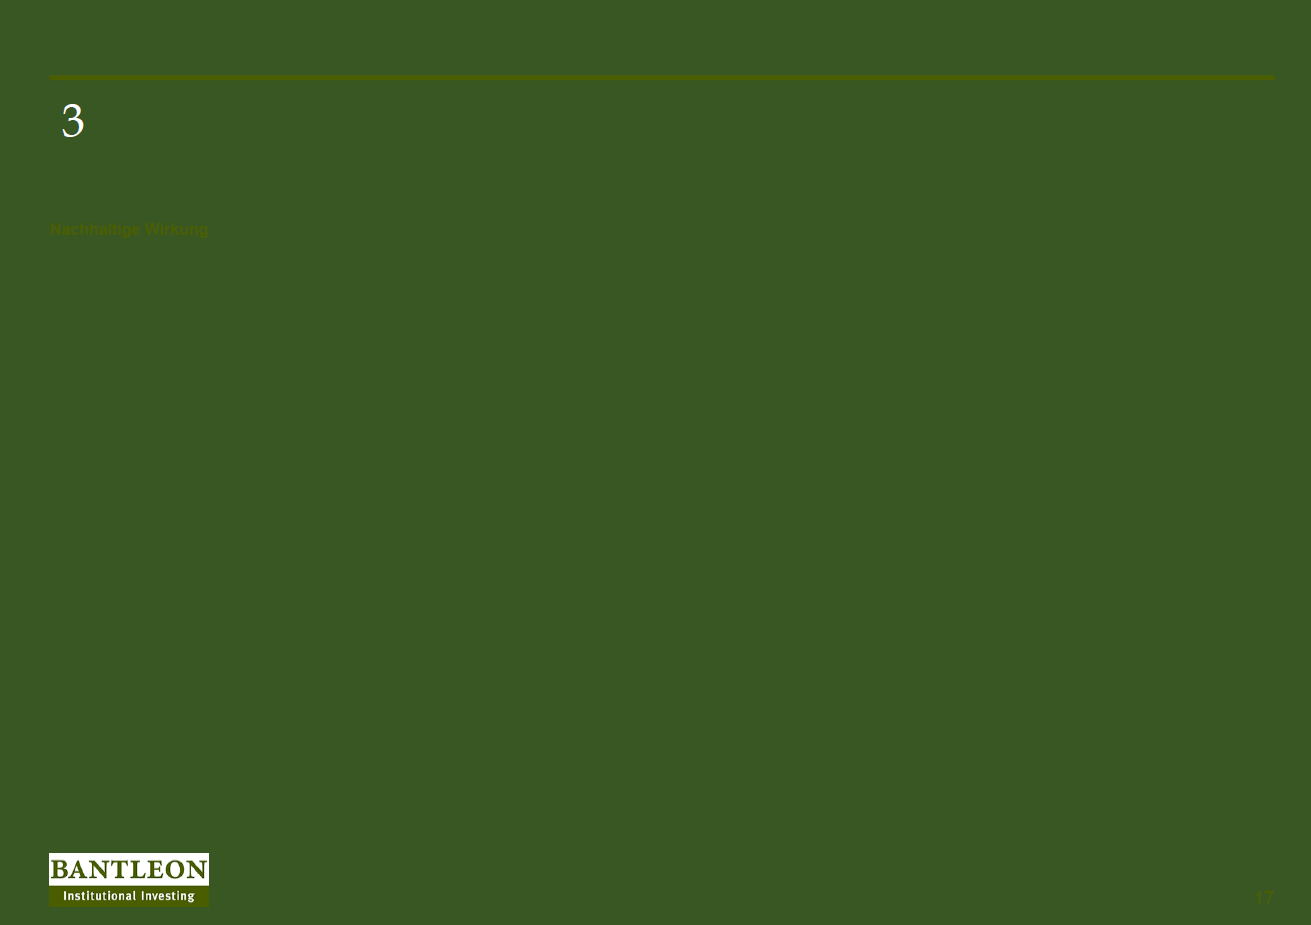 3
Nachhaltige Wirkung
BANTLEON
Institutional Investing
17